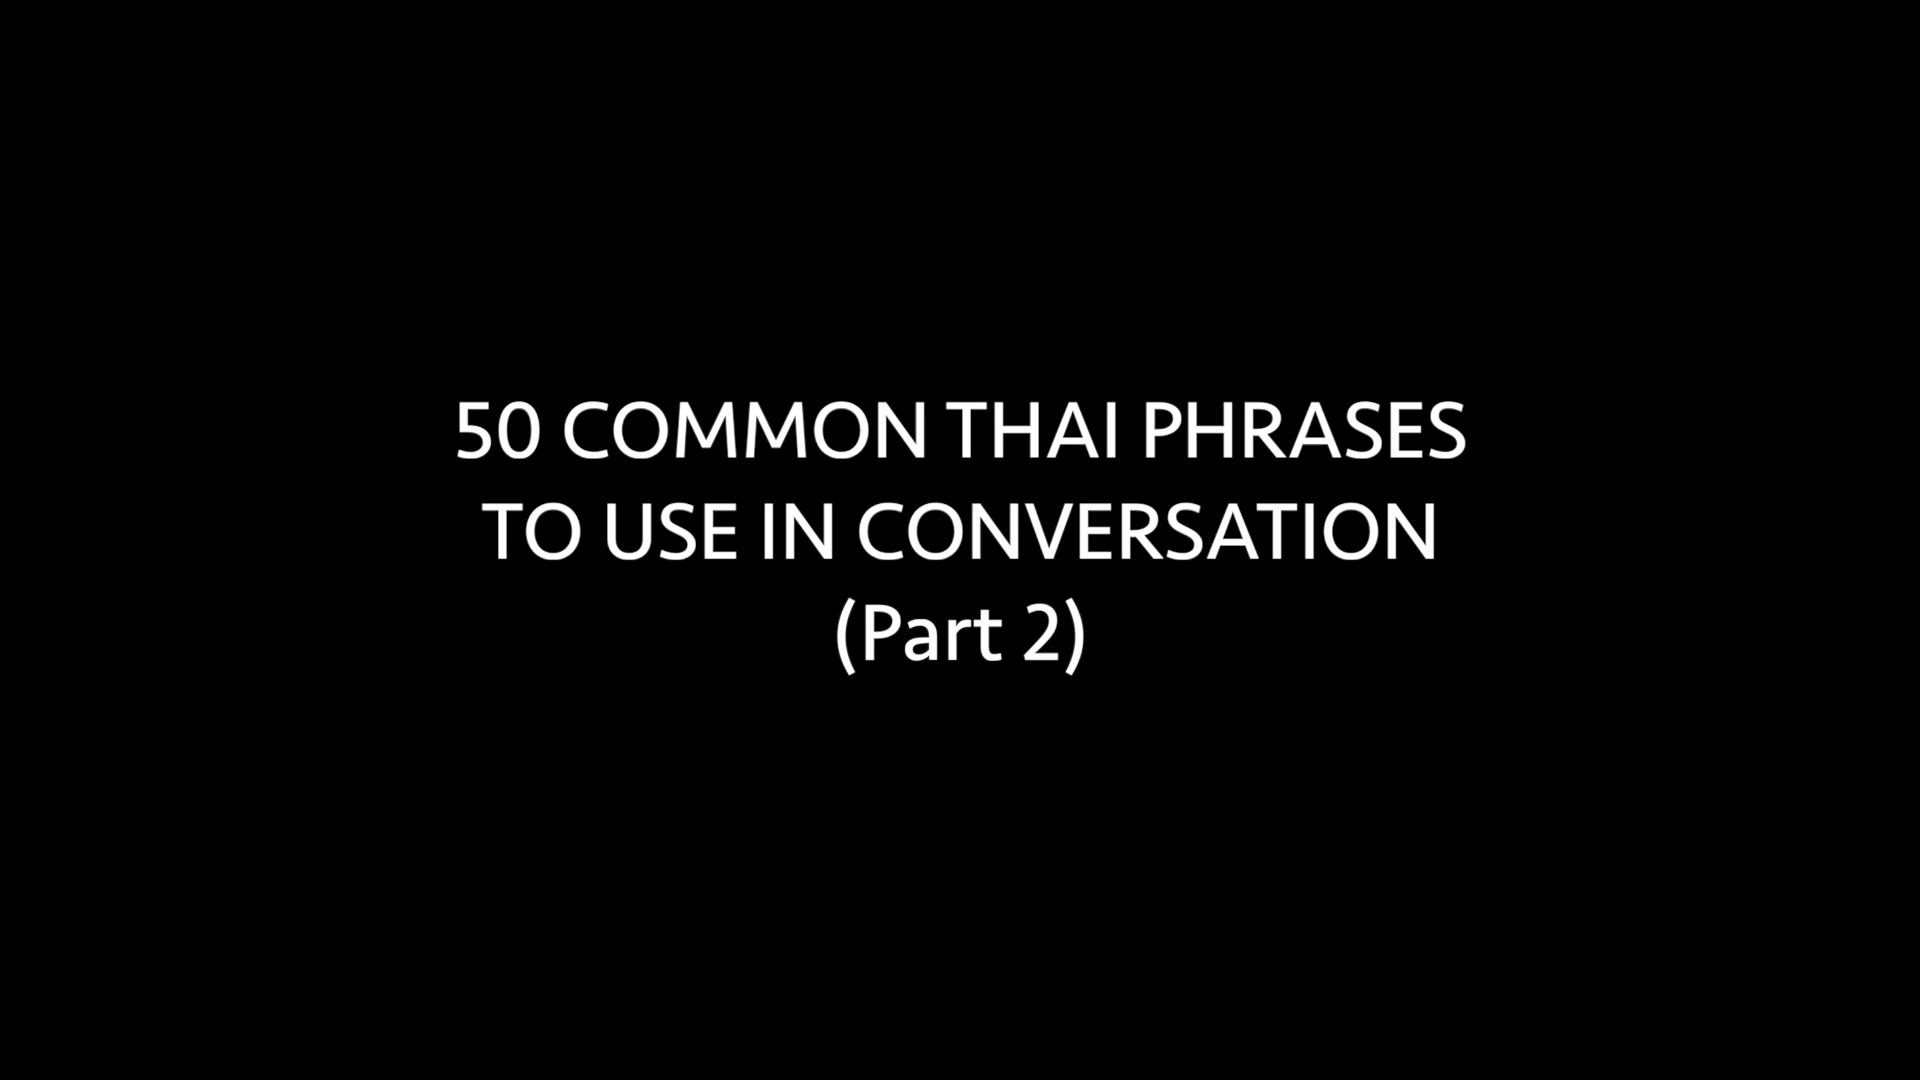 50 COMMON THAI PHRASES
TO USE IN CONVERSATION
(Part 2)